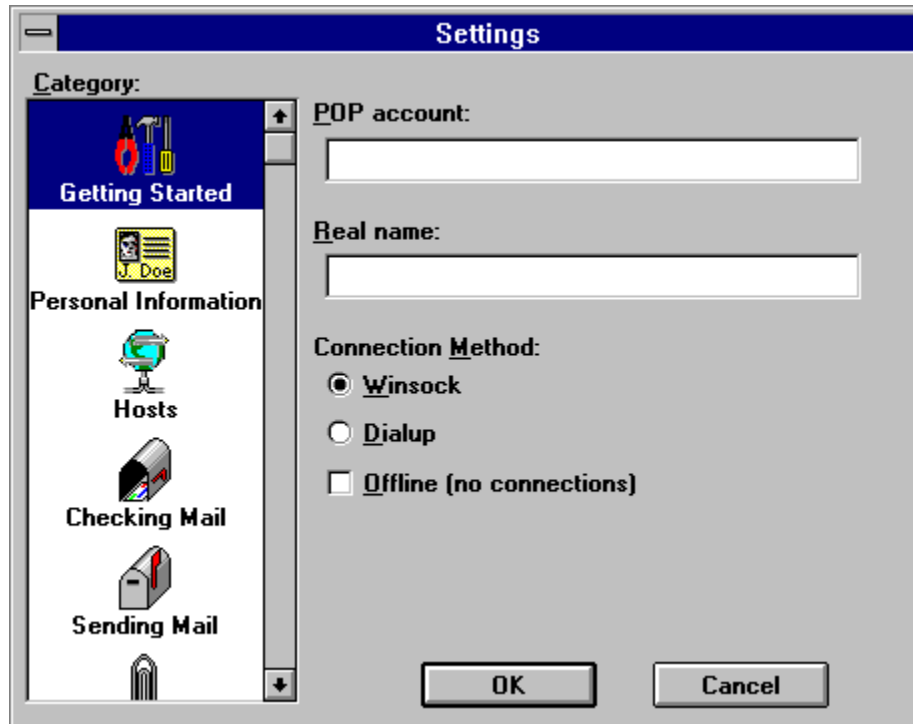 Settings
Category:
Getting Started
J. Doe
Personal Information
Hosts
Checking Mail
Sending Mail
POP account:
Real name:
Connection Method:
Winsock
Dialup
Offline (no connections)
OK
Cancel